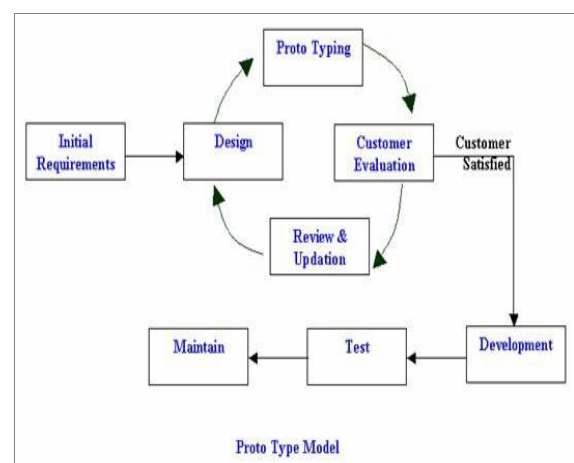 Proto Typing
Initial
Requirements
Design
Customer
Evaluation
Customer
Satisfied
Review &
Updation
Maintain
Test
Development
Proto Type Model